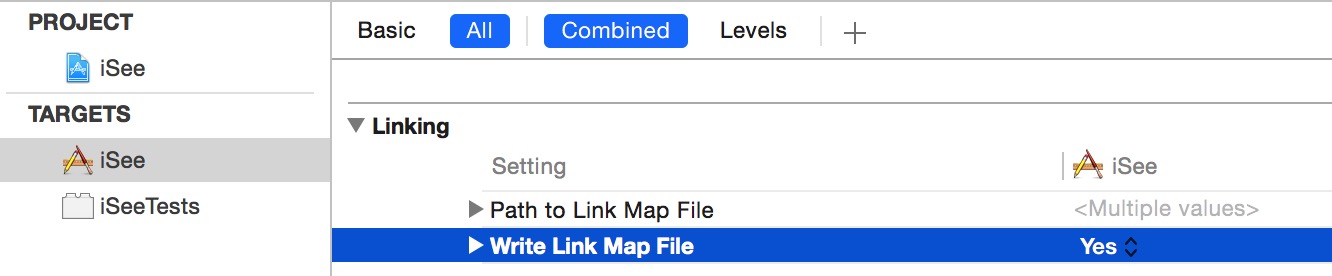 PROJECT
iSee
TARGETS
iSee
iSeeTests
Basic All Combined Levels
Linking
Setting iSee
Path to Link Map File <Multiple values>
Write Link Map File Yes